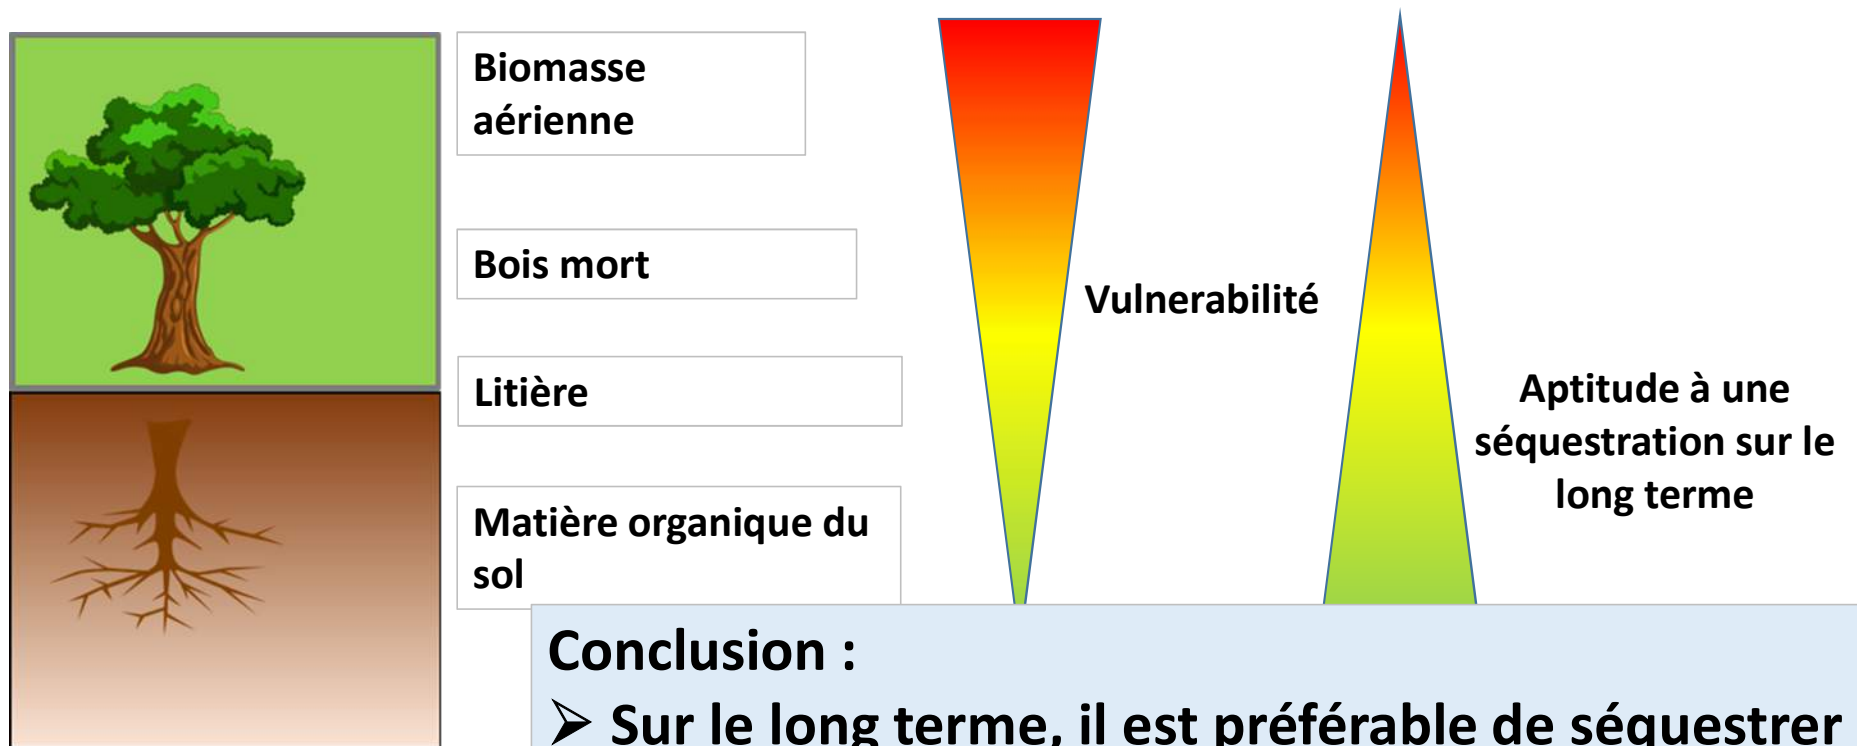 Biomasse
aérienne
Bois mort
Litière
Matière organique du
sol
Vulnerabilité
Aptitude à une
séquestration sur le
long terme
Conclusion :
➢ Sur le long terme, il est préférable de séquestrer